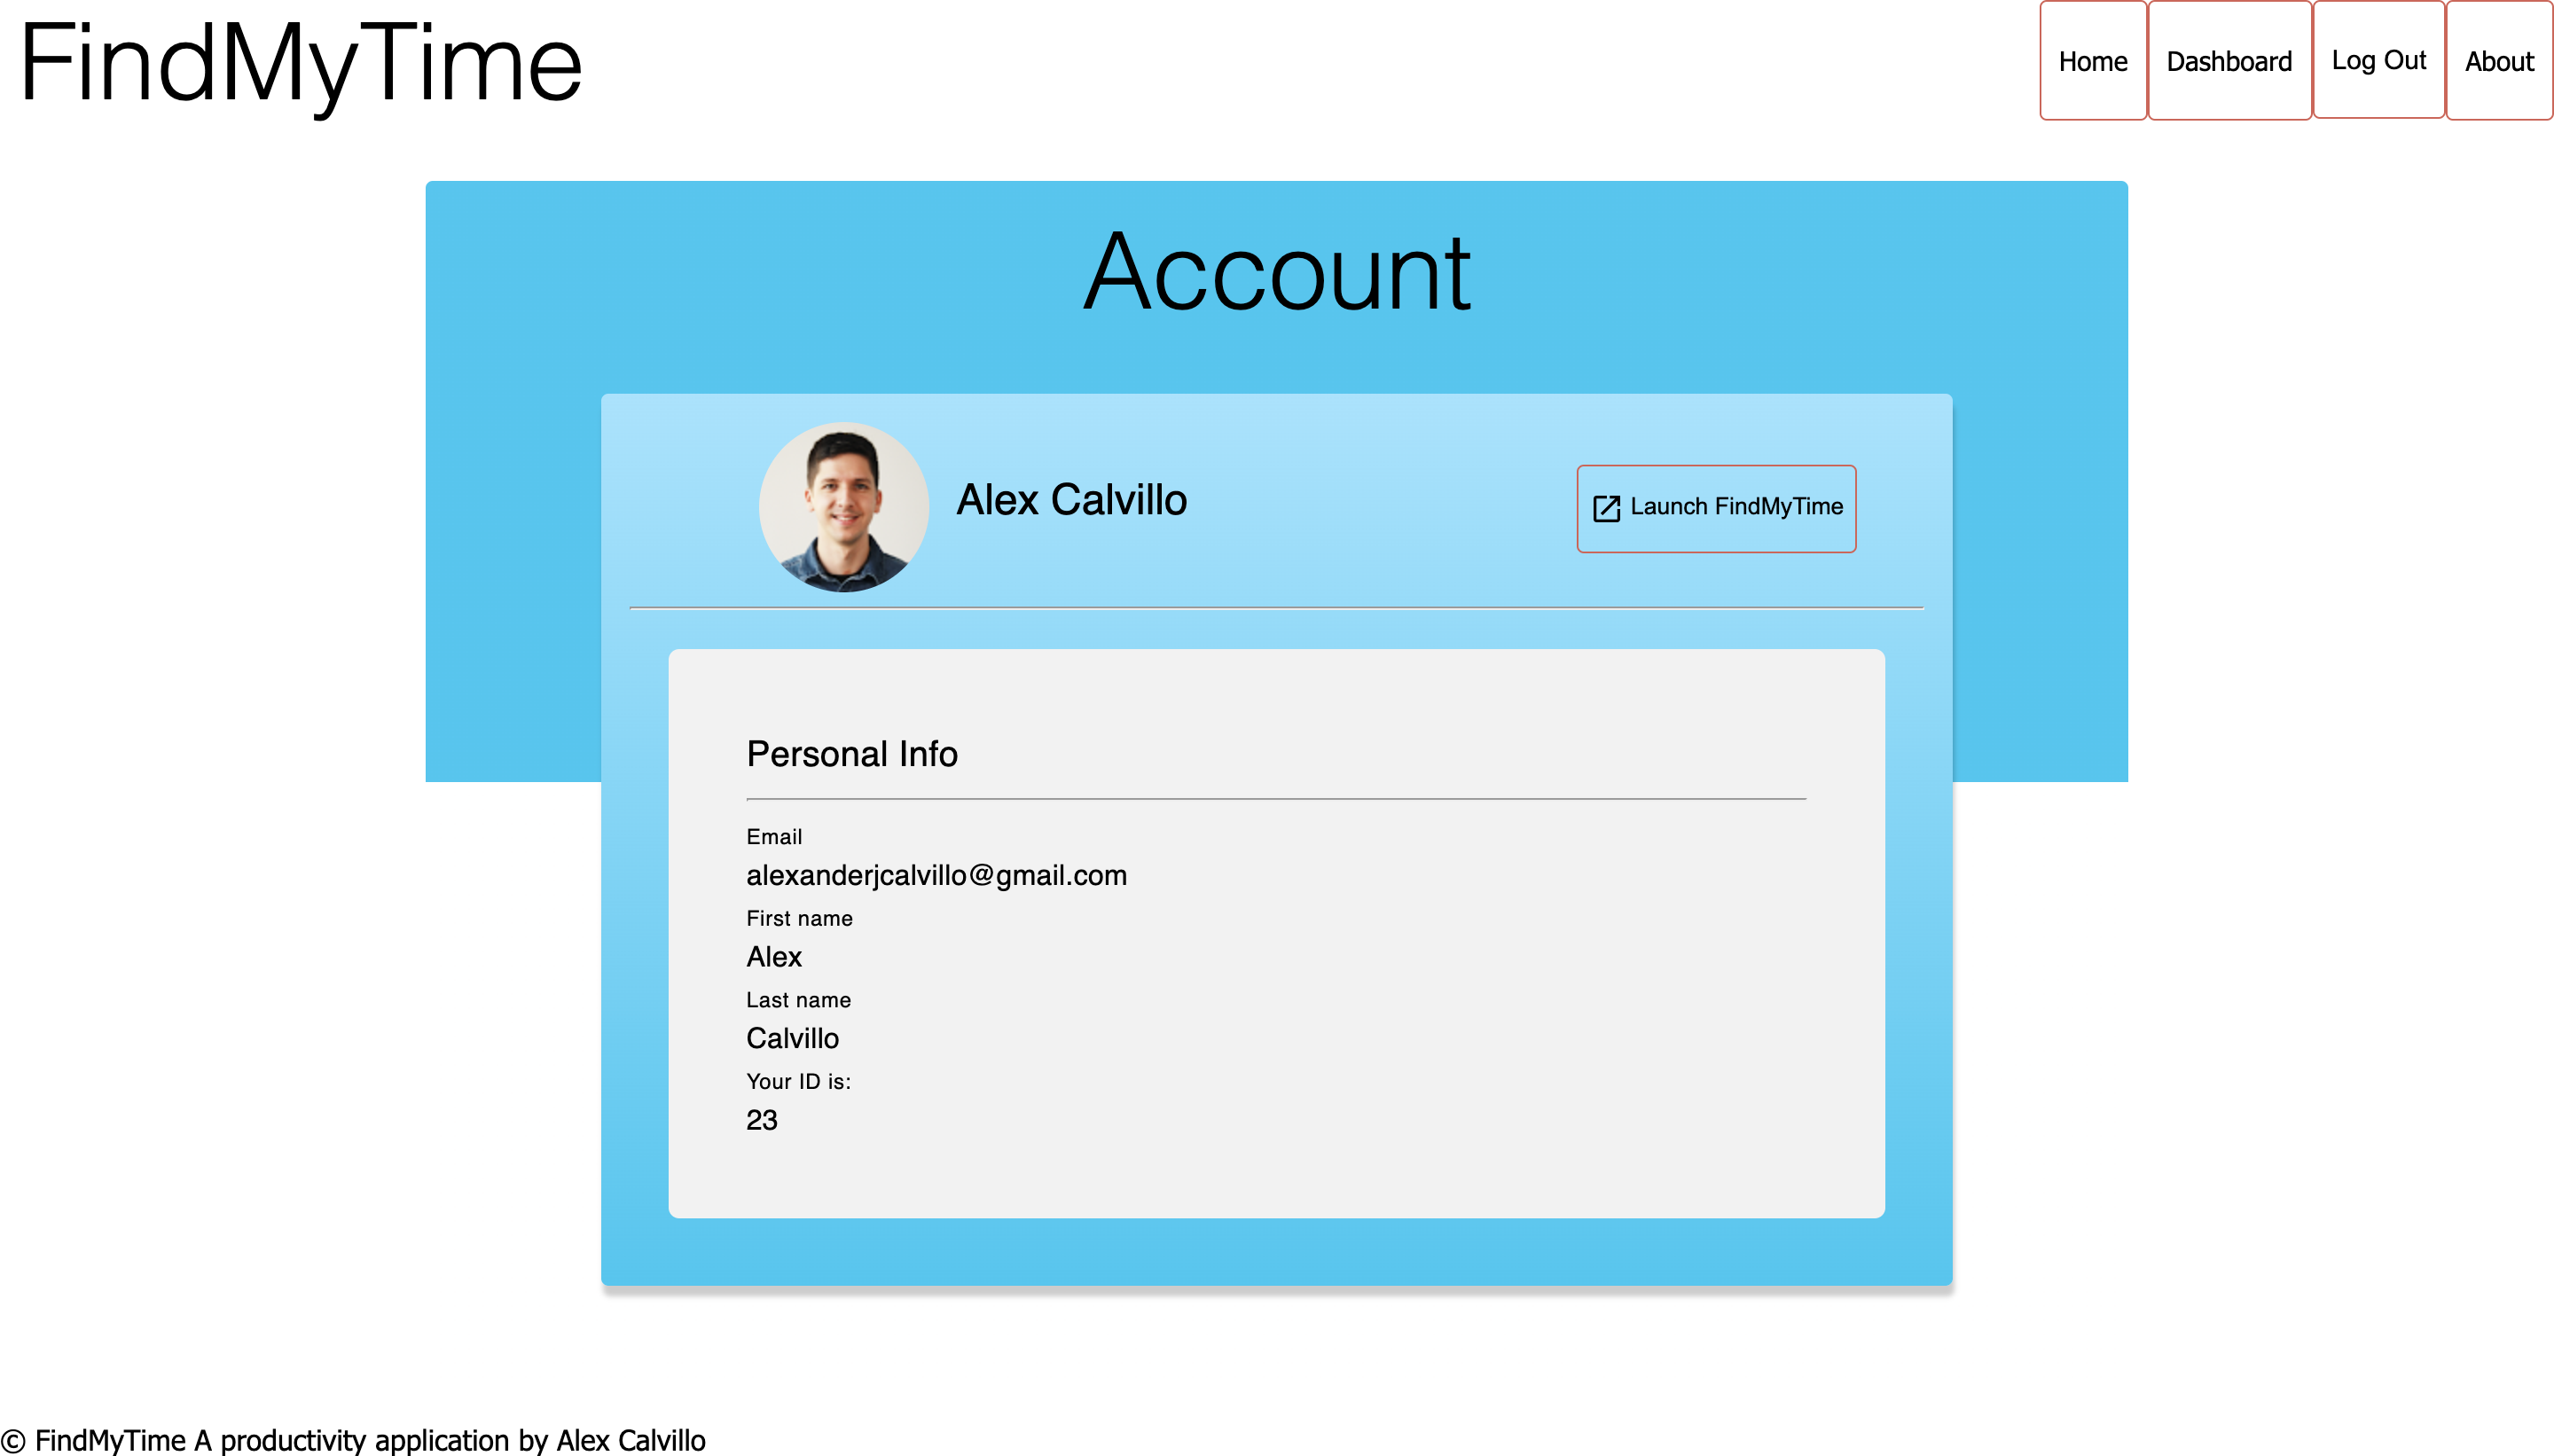 FindMyTime
Home
Dashboard
Log Out
About
Account
Alex Calvillo
Launch FindMyTime
Personal Info
Email
alexanderjcalvillo@gmail.com
First name
Alex
Last name
Calvillo
Your ID is:
23
© FindMyTime A productivity application by Alex Calvillo